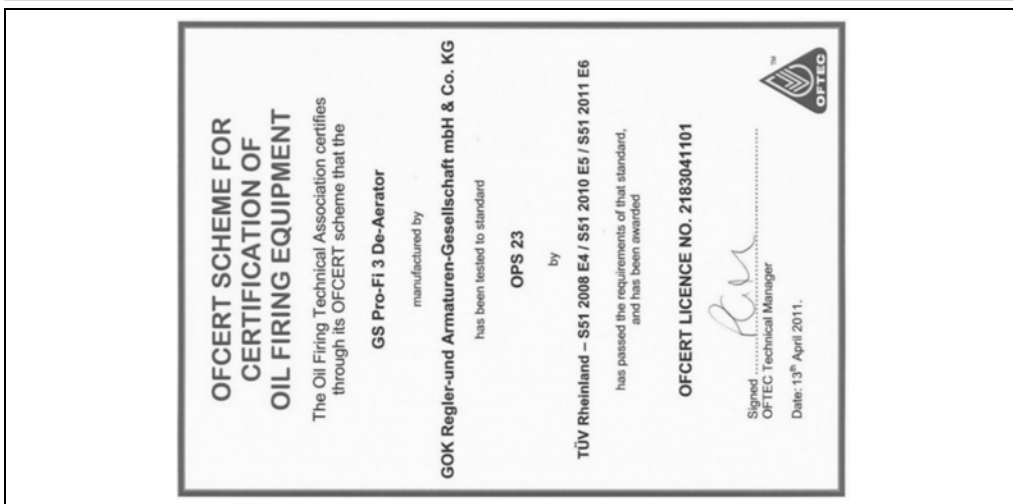 OFCERT SCHEME FOR
CERTIFICATION OF
OIL FIRING EQUIPMENT
The Oil Firing Technical Association certifies
through its OFCERT scheme that the
GS Pro-Fi 3 De-Aerator
manufactured by
GOK Regler-und Armaturen-Gesellschaft mbH & Co. KG
has been tested to standard
OPS 23
by
TÜV Rheinland – S51 2008 E4 / S51 2010 E5 / S51 2011 E6
has passed the requirements of that standard,
and has been awarded
OFCERT LICENCE NO. 2183041101
Signed
OFTEC Technical Manager
Date: 13th April 2011.
OFTEC
TM